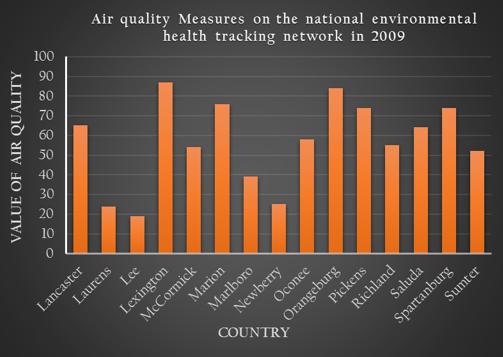 Air quality Measures on the national environmental
health tracking network in 2009
VALUE OF AIR QUALITY
100
90
80
70
60
50
40
30
20
10
0
Lancaster
Laurens
Lee
Lexington
McCormick
Marion
Marlboro
Newberry
Oconee
Orangeburg
Pickens
Richland
Saluda
Spartanburg
Sumter
COUNTRY